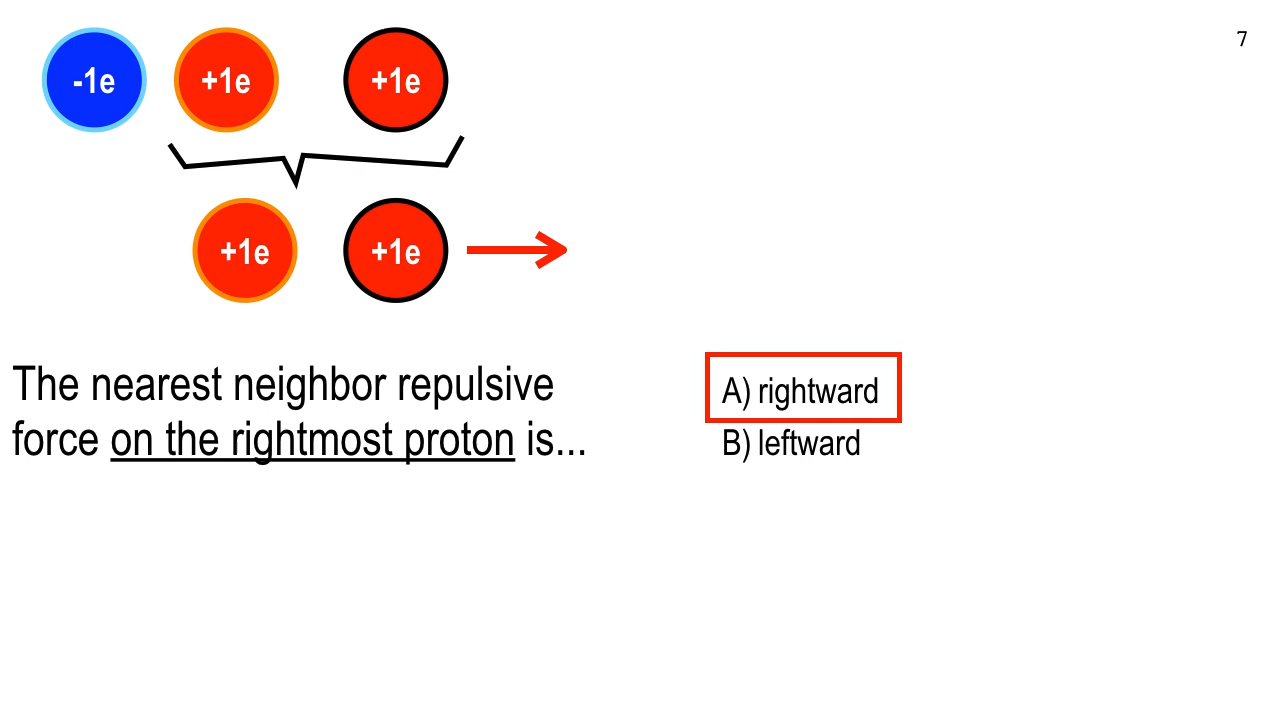 7
-1e +1e +1e
+1e +1e
The nearest neighbor repulsive
force on the rightmost proton is...
A) rightward
B) leftward